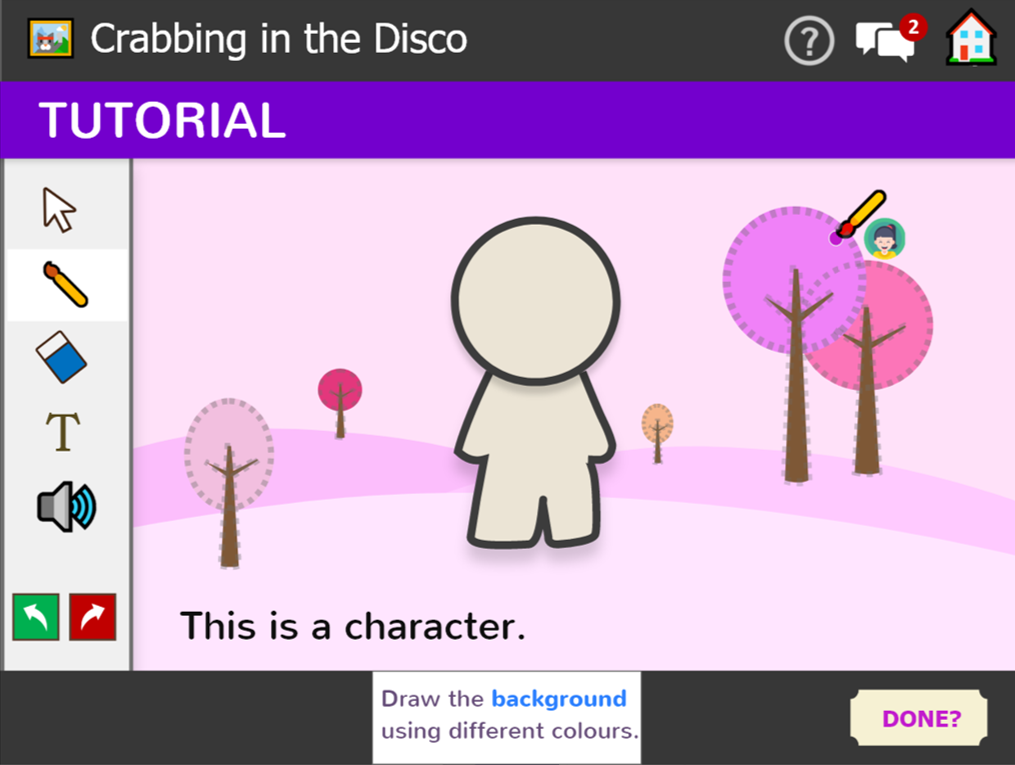 Crabbing in the Disco
?
2
TUTORIAL
T
This is a character.
Draw the background
using different colours.
DONE?